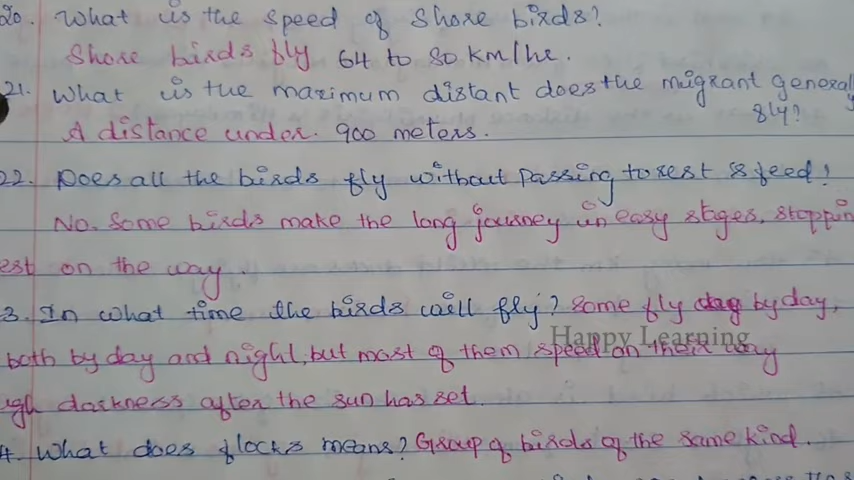 20. What is the speed of shore birds?
Shore birds fly 64 to 80 km/hr.
21. What is the maximum distant does the migrant general
fly?
A distance under. 900 meters.
22. Does all the birds fly without passing to rest & feed?
No. Some birds make the long journey in easy stages, stoppin
est on the way.
3. In what time the birds will fly? Some fly day by day,
both by day and night, but most of them speed on their way
ugh darkness after the sun has set.
4. What does flocks means? Group of birds of the same kind.
Happy Learning